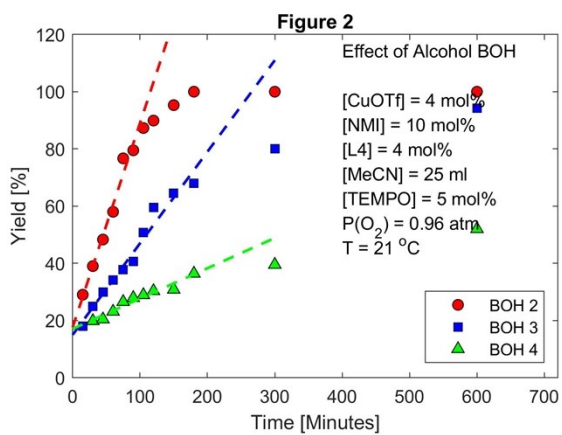 Figure 2
120
100
80
60
40
20
0
Yield [%]
Effect of Alcohol BOH
[CuOTf] = 4 mol%
[NMI] = 10 mol%
[L4] = 4 mol%
[MeCN] = 25 ml
[TEMPO] = 5 mol%
P(O₂) = 0.96 atm
T = 21 °C
BOH 2
BOH 3
BOH 4
0 100 200 300 400 500 600 700
Time [Minutes]